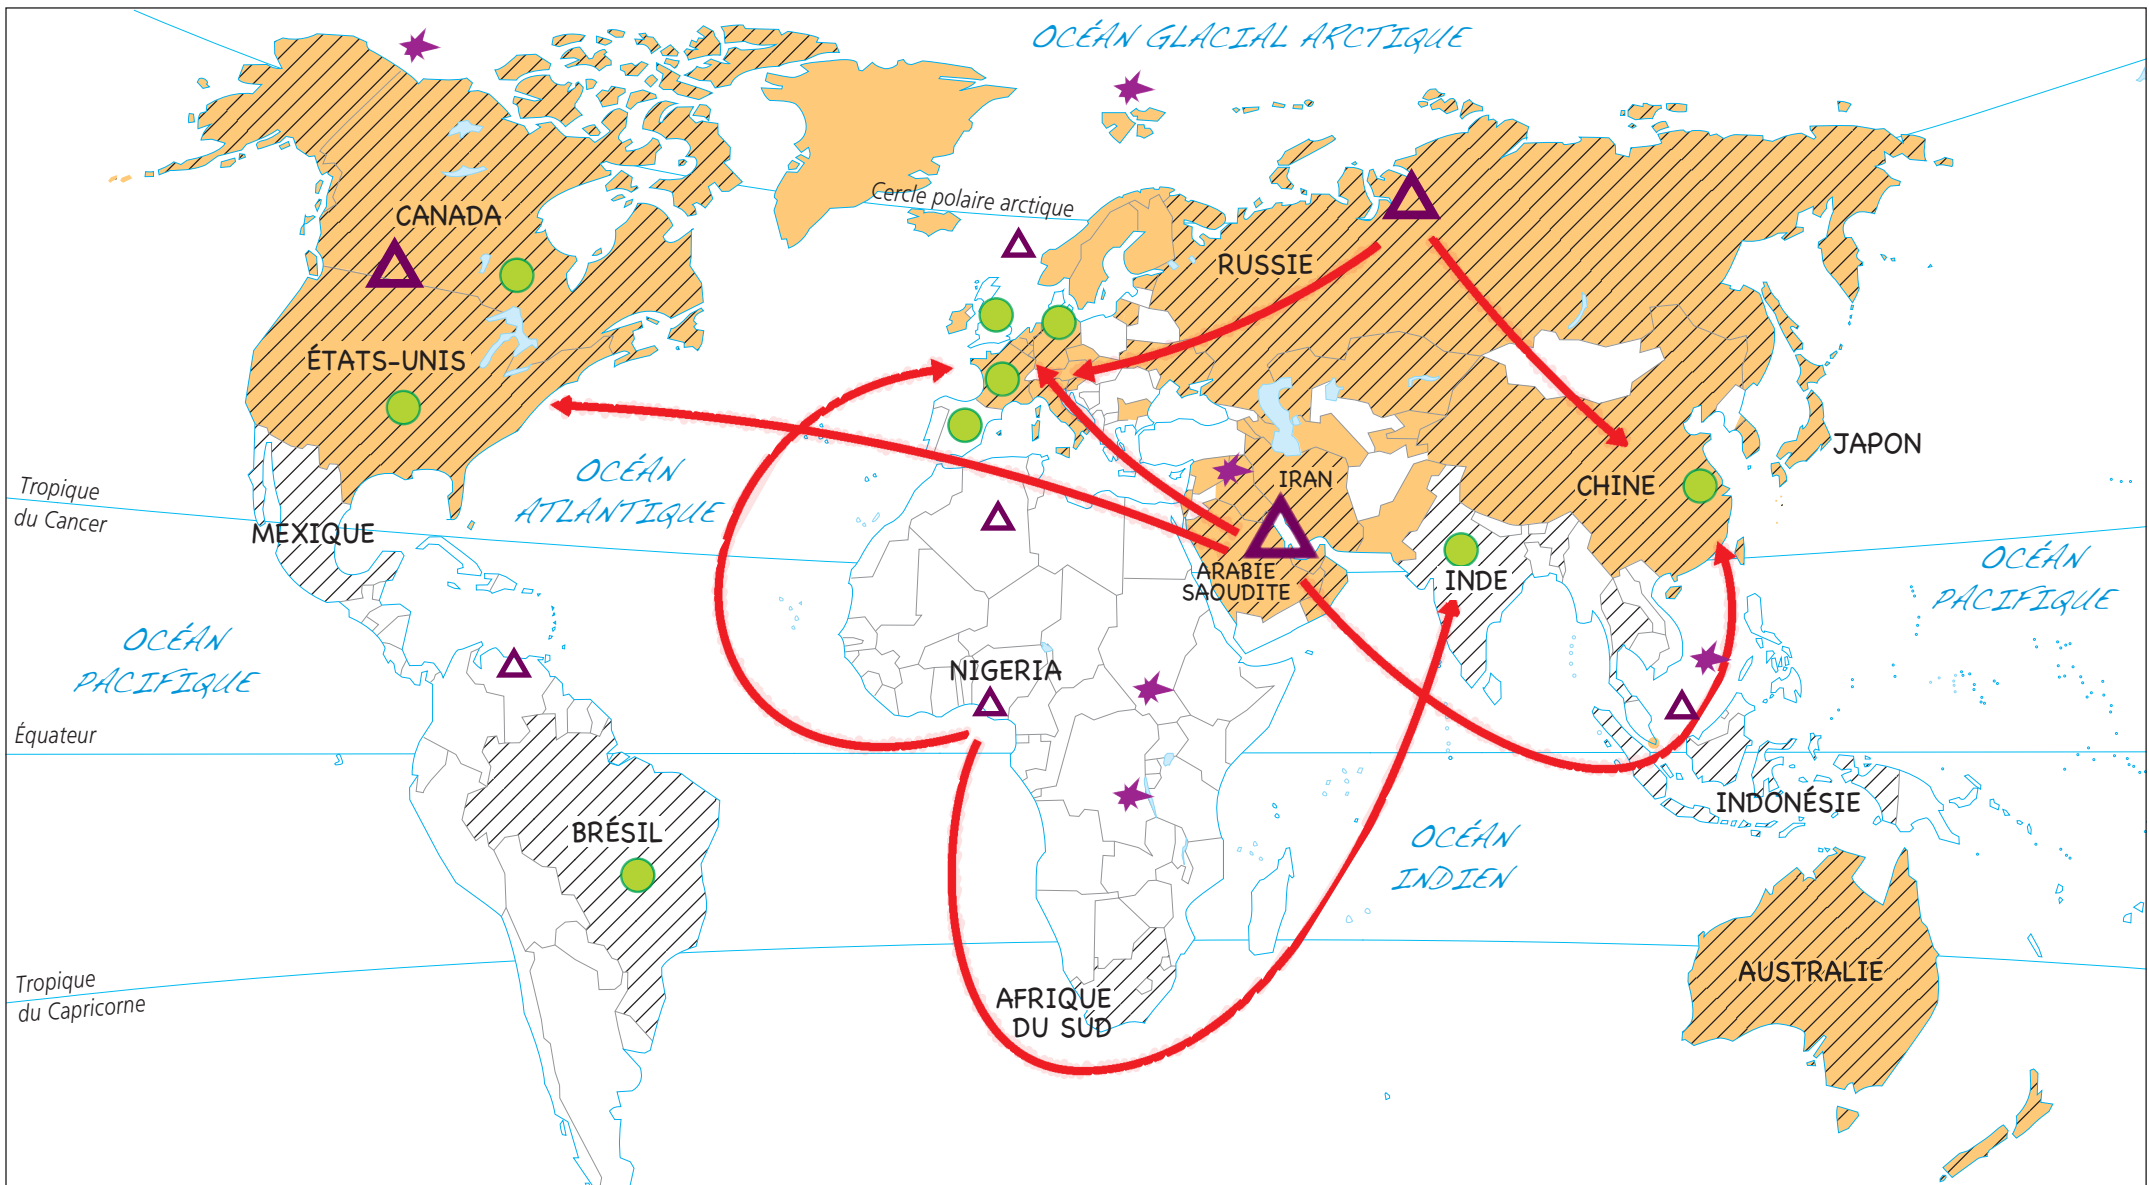 OCÉAN GLACIAL ARCTIQUE
Cercle polaire arctique
CANADA
RUSSIE
ÉTATS-UNIS
JAPON
OCÉAN
ATLANTIQUE
IRAN
CHINE
Tropique
du Cancer
MEXIQUE
ARABIE
SAOUDITE
INDE
OCÉAN
PACIFIQUE
OCÉAN
PACIFIQUE
NIGERIA
Équateur
INDONÉSIE
BRÉSIL
OCÉAN
INDIEN
AUSTRALIE
Tropique
du Capricorne
AFRIQUE
DU SUD